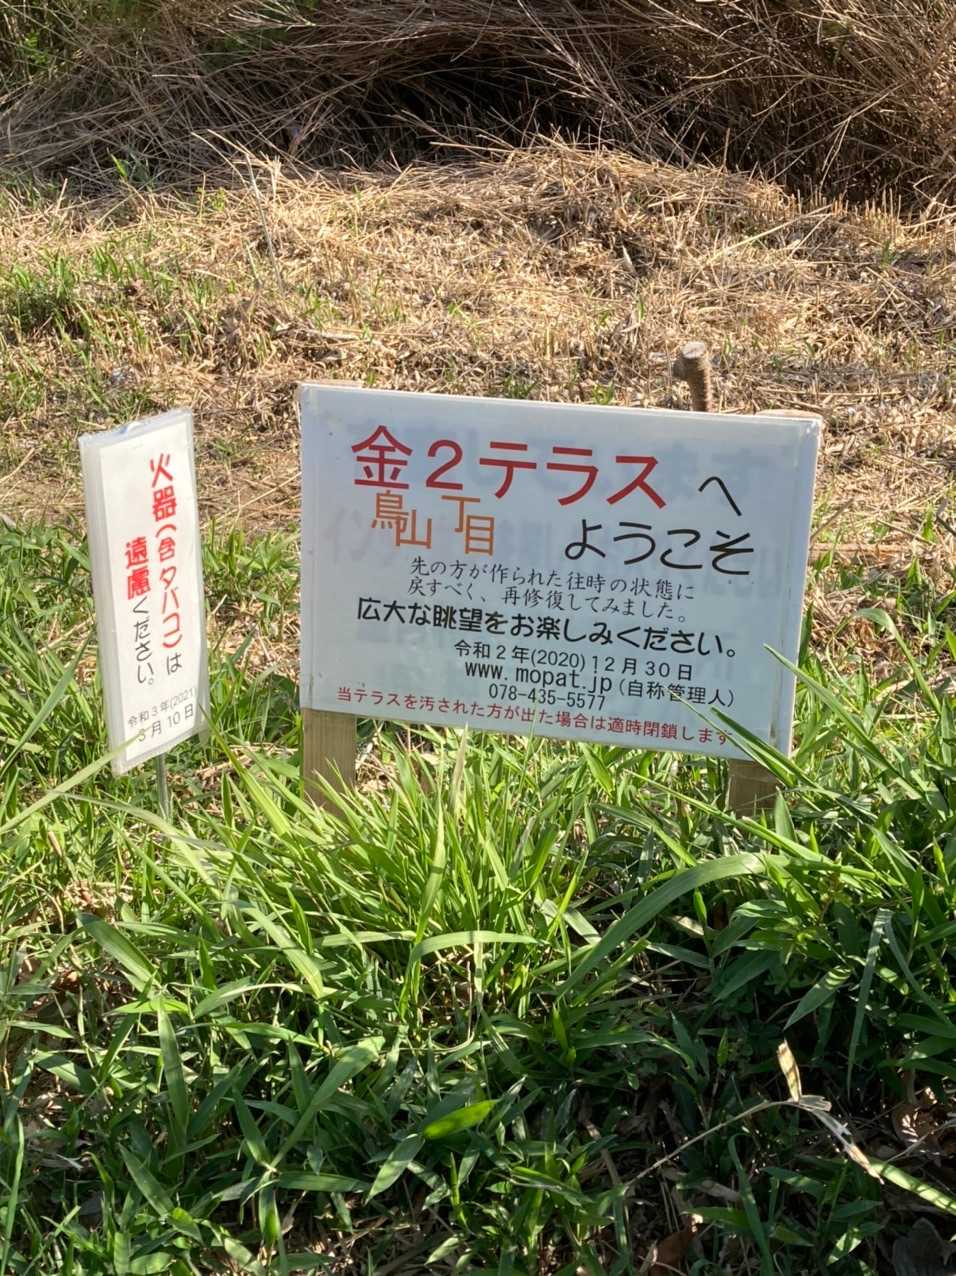 火器(含タバコ)は
遠慮ください。
令和3年(2021)
3月10日
金2テラスへ
鳥山 丁目
ようこそ
先の方が作られた往時の状態に
戻すべく、再修復してみました。
広大な眺望をお楽しみください。
令和2年(2020)12月30日
www.mopat.jp(自称管理人)
078-435-5577
当テラスを汚された方が出た場合は適時閉鎖します